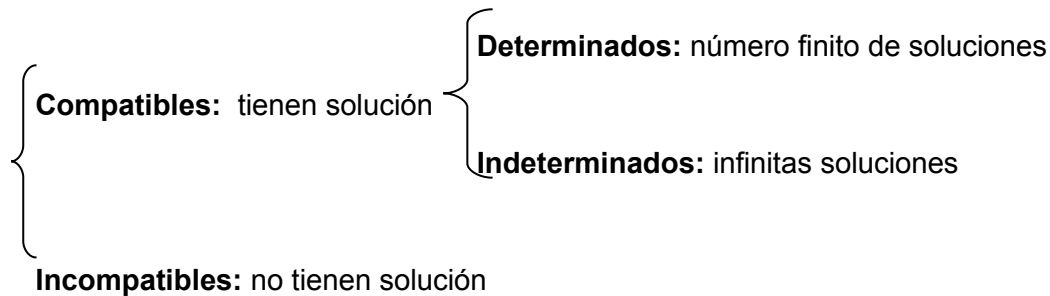 Determinados: número finito de soluciones
Compatibles: tienen solución
Indeterminados: infinitas soluciones
Incompatibles: no tienen solución